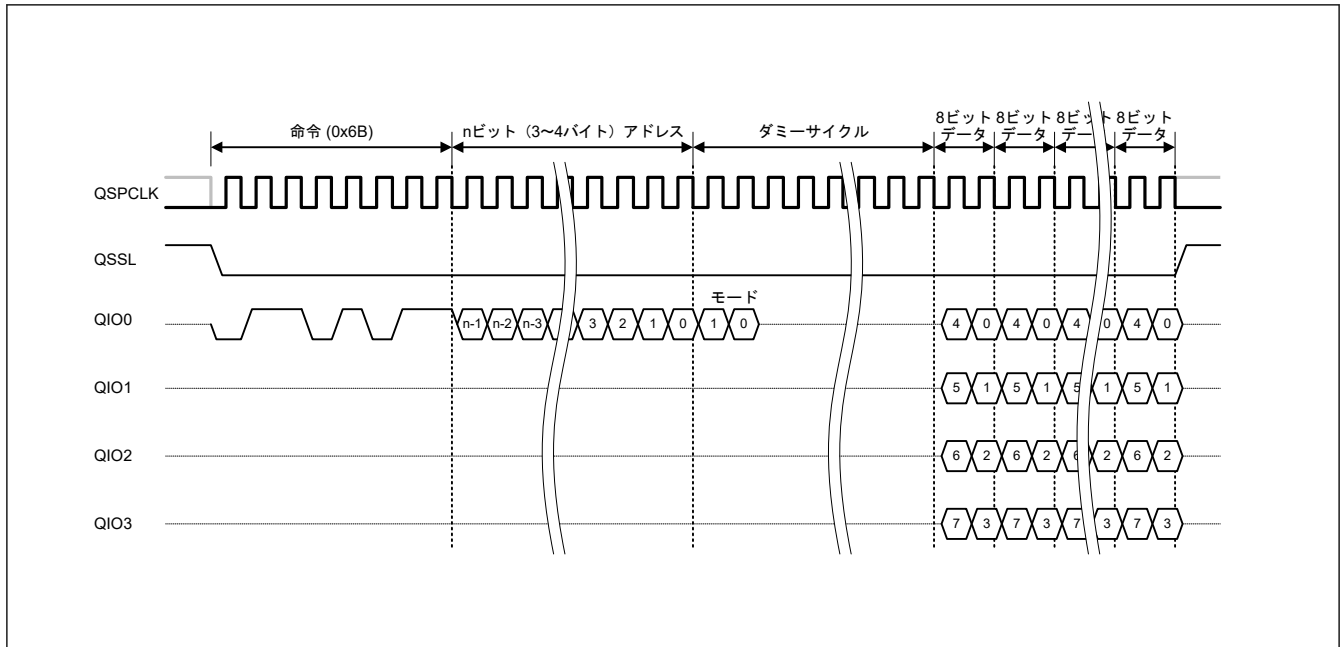 命令 (0x6B)
nビット（3〜4バイト）アドレス
ダミーサイクル
8ビット 8ビット 8ビット 8ビット
データ データ データ データ
QSPCLK
QSSL
モード
QIO0
n-1 n-2 n-3 3 2 1 0 1 0 4 0 4 0 4 0 4 0
QIO1
5 1 5 1 5 1 5 1
QIO2
6 2 6 2 6 2 6 2
QIO3
7 3 7 3 7 3 7 3